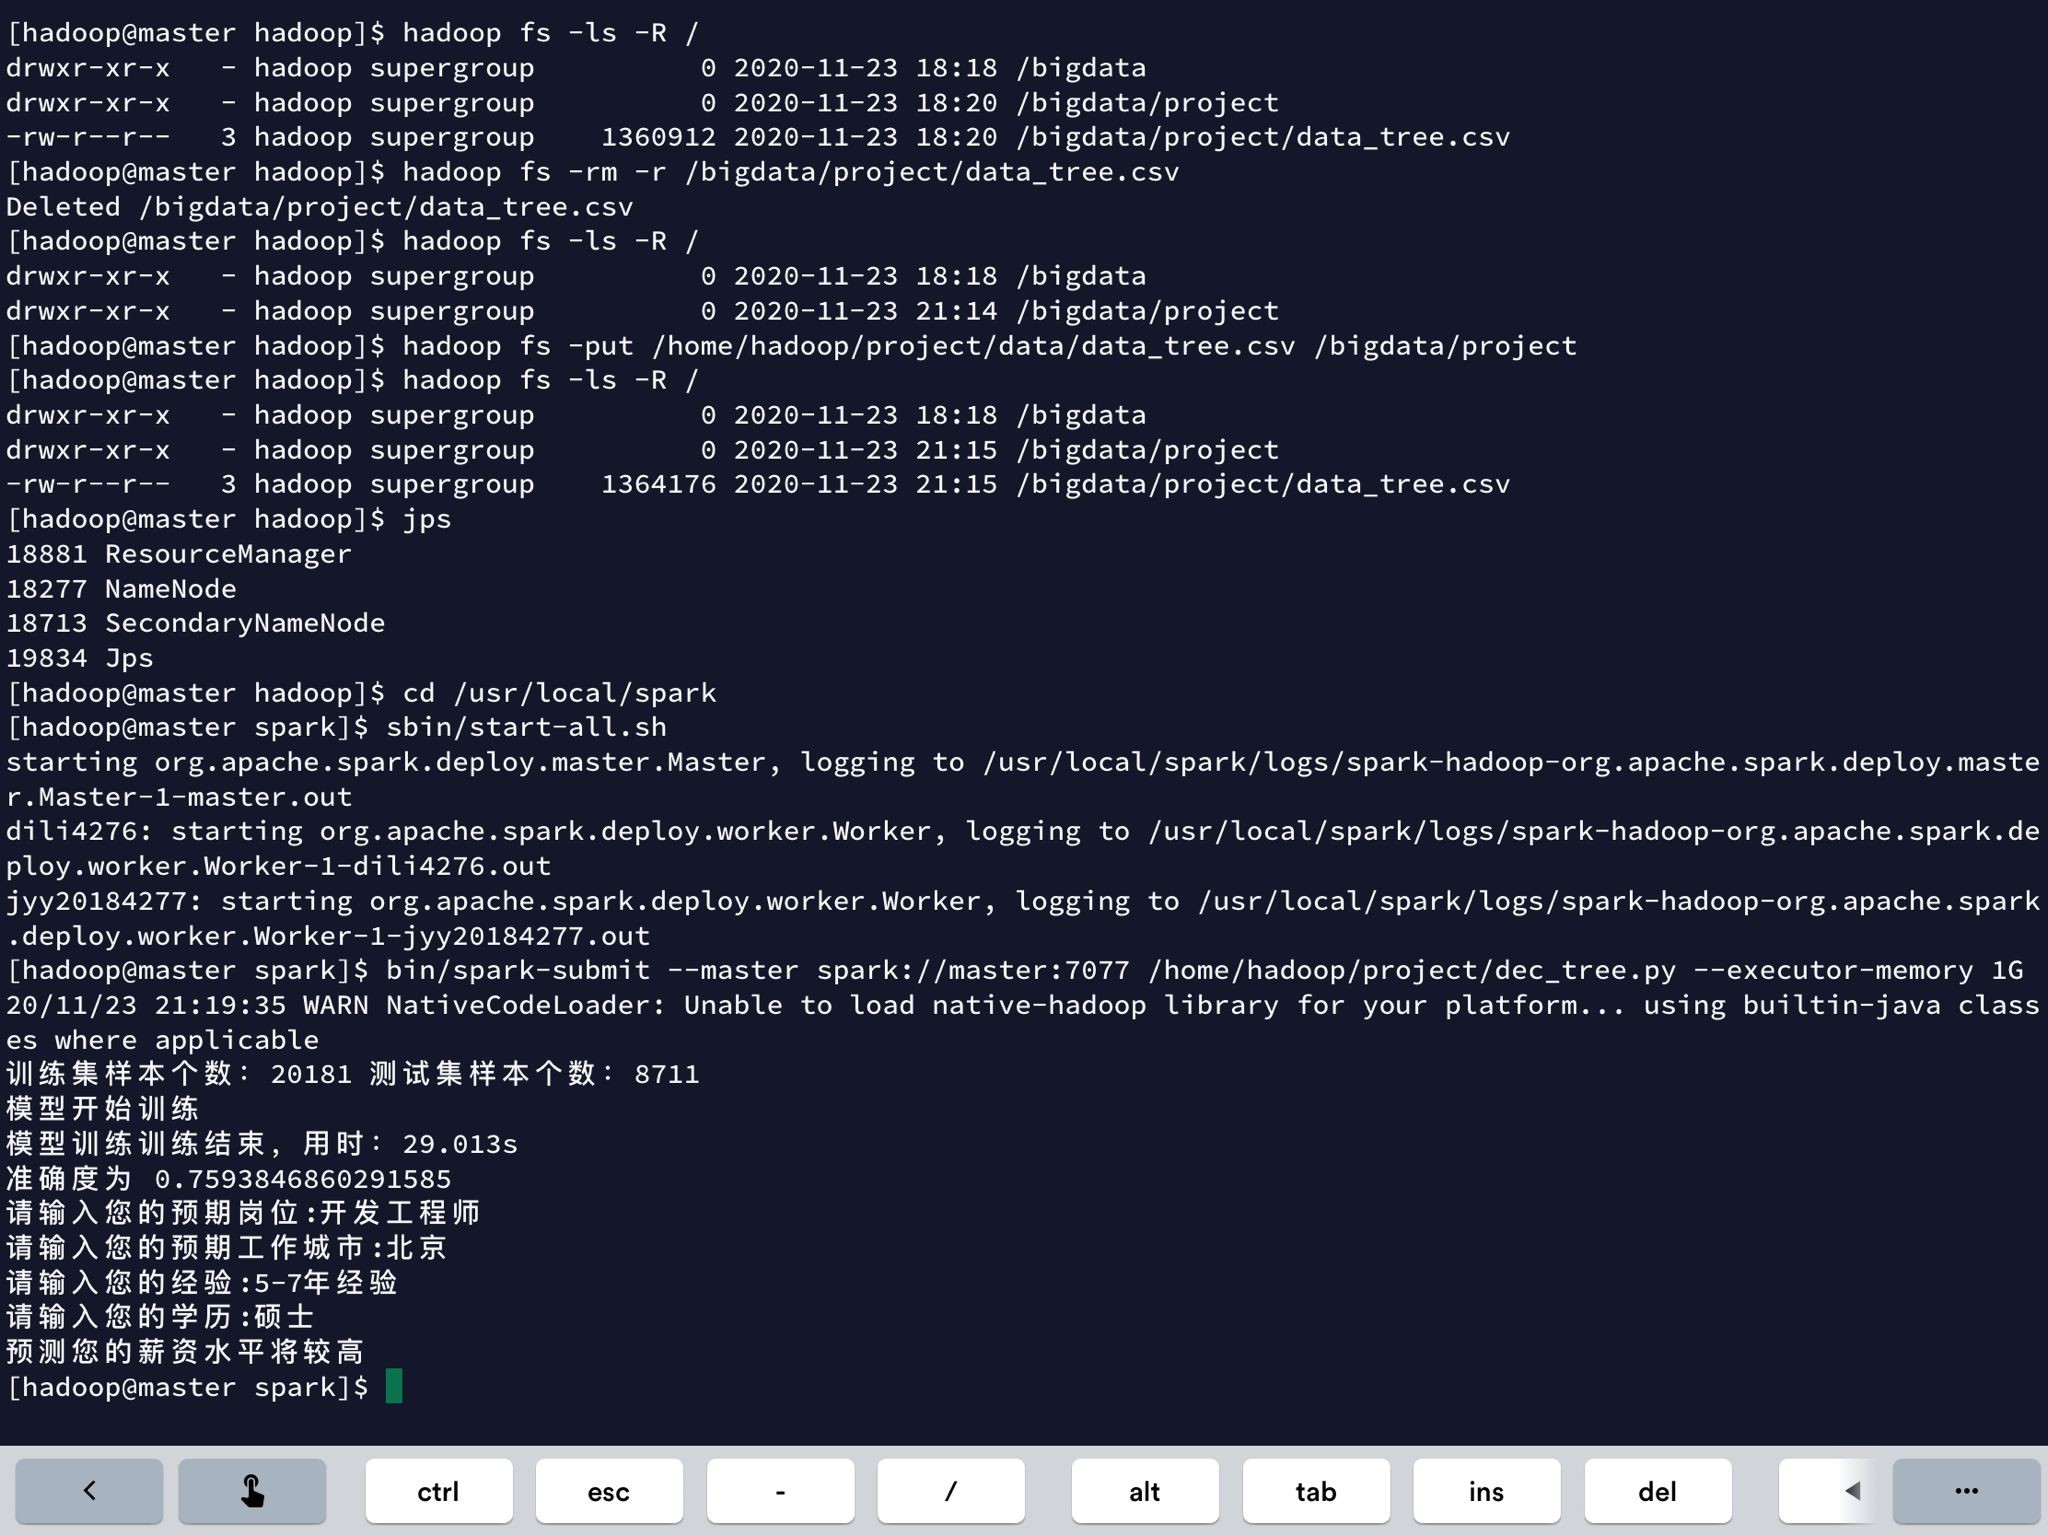 [hadoop@master hadoop]$ hadoop fs -ls -R /
drwxr-xr-x   - hadoop supergroup          0 2020-11-23 18:18 /bigdata
drwxr-xr-x   - hadoop supergroup          0 2020-11-23 18:20 /bigdata/project
-rw-r--r--   3 hadoop supergroup    1360912 2020-11-23 18:20 /bigdata/project/data_tree.csv
[hadoop@master hadoop]$ hadoop fs -rm -r /bigdata/project/data_tree.csv
Deleted /bigdata/project/data_tree.csv
[hadoop@master hadoop]$ hadoop fs -ls -R /
drwxr-xr-x   - hadoop supergroup          0 2020-11-23 18:18 /bigdata
drwxr-xr-x   - hadoop supergroup          0 2020-11-23 21:14 /bigdata/project
[hadoop@master hadoop]$ hadoop fs -put /home/hadoop/project/data/data_tree.csv /bigdata/project
[hadoop@master hadoop]$ hadoop fs -ls -R /
drwxr-xr-x   - hadoop supergroup          0 2020-11-23 18:18 /bigdata
drwxr-xr-x   - hadoop supergroup          0 2020-11-23 21:15 /bigdata/project
-rw-r--r--   3 hadoop supergroup    1364176 2020-11-23 21:15 /bigdata/project/data_tree.csv
[hadoop@master hadoop]$ jps
18881 ResourceManager
18277 NameNode
18713 SecondaryNameNode
19834 Jps
[hadoop@master hadoop]$ cd /usr/local/spark
[hadoop@master spark]$ sbin/start-all.sh
starting org.apache.spark.deploy.master.Master, logging to /usr/local/spark/logs/spark-hadoop-org.apache.spark.deploy.maste
r.Master-1-master.out
dili4276: starting org.apache.spark.deploy.worker.Worker, logging to /usr/local/spark/logs/spark-hadoop-org.apache.spark.de
ploy.worker.Worker-1-dili4276.out
jyy20184277: starting org.apache.spark.deploy.worker.Worker, logging to /usr/local/spark/logs/spark-hadoop-org.apache.spark
.deploy.worker.Worker-1-jyy20184277.out
[hadoop@master spark]$ bin/spark-submit --master spark://master:7077 /home/hadoop/project/dec_tree.py --executor-memory 1G
20/11/23 21:19:35 WARN NativeCodeLoader: Unable to load native-hadoop library for your platform... using builtin-java class
es where applicable
训练集样本个数: 20181 测试集样本个数: 8711
模型开始训练
模型训练训练结束, 用时: 29.013s
准确度为 0.7593846860291585
请输入您的预期岗位:开发工程师
请输入您的预期工作城市:北京
请输入您的经验:5-7年经验
请输入您的学历:硕士
预测您的薪资水平将较高
[hadoop@master spark]$
ctrl esc - / alt tab ins del